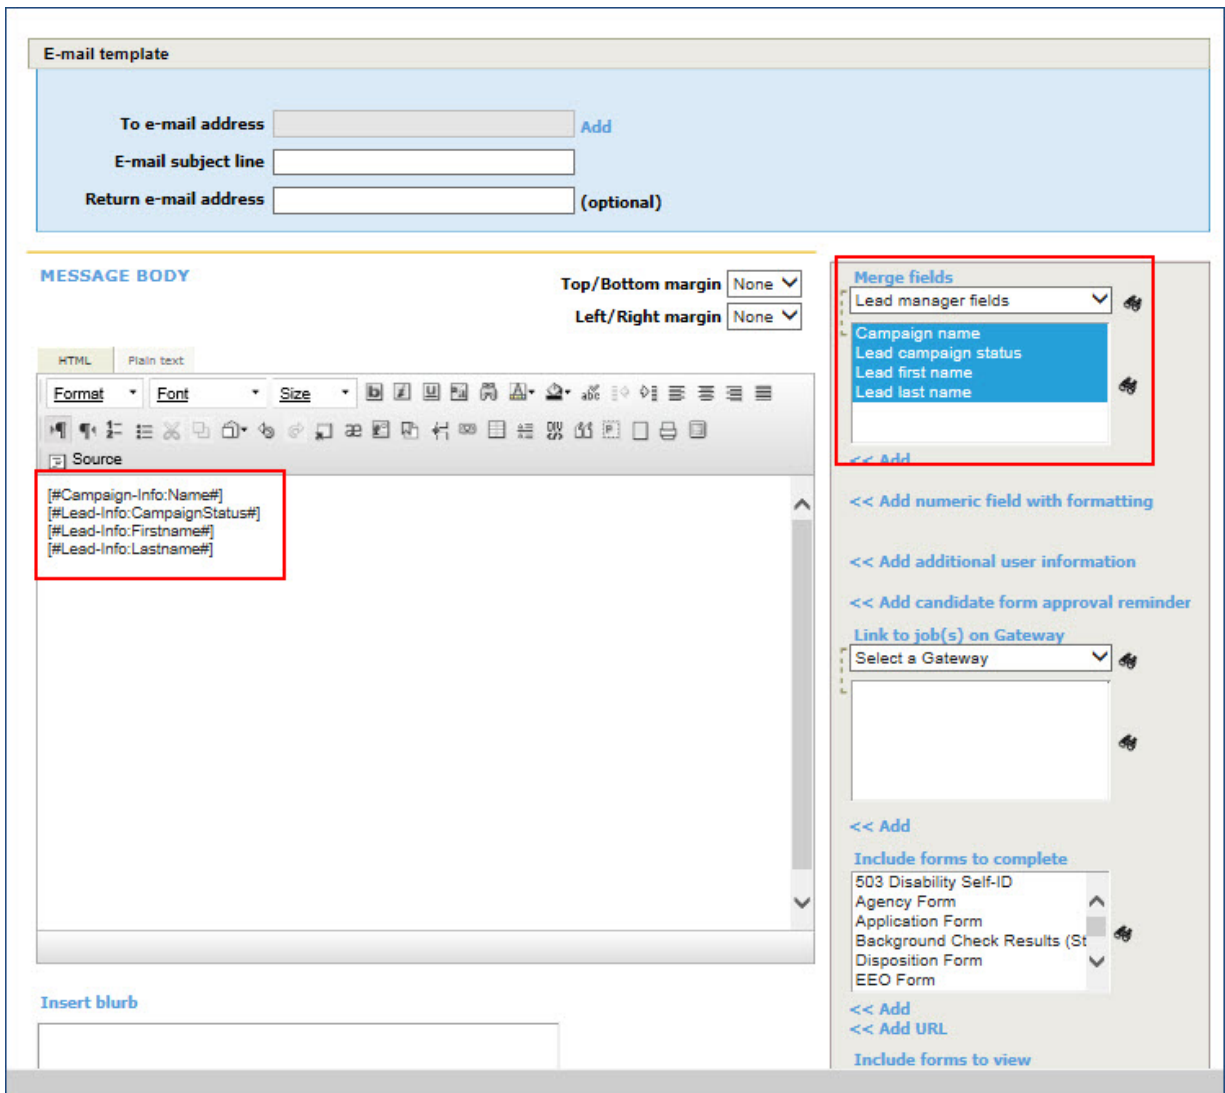 E-mail template
To e-mail address Add
E-mail subject line
Return e-mail address (optional)
MESSAGE BODY
Top/Bottom margin None
Left/Right margin None
HTML Plain text
Format Font Size
Source
[#Campaign-Info:Name#]
[#Lead-Info:CampaignStatus#]
[#Lead-Info:Firstname#]
[#Lead-Info:Lastname#]
Insert blurb
Merge fields
Lead manager fields
Campaign name
Lead campaign status
Lead first name
Lead last name
<< Add
<< Add numeric field with formatting
<< Add additional user information
<< Add candidate form approval reminder
Link to job(s) on Gateway
Select a Gateway
<< Add
Include forms to complete
503 Disability Self-ID
Agency Form
Application Form
Background Check Results (St
Disposition Form
EEO Form
<< Add
<< Add URL
Include forms to view